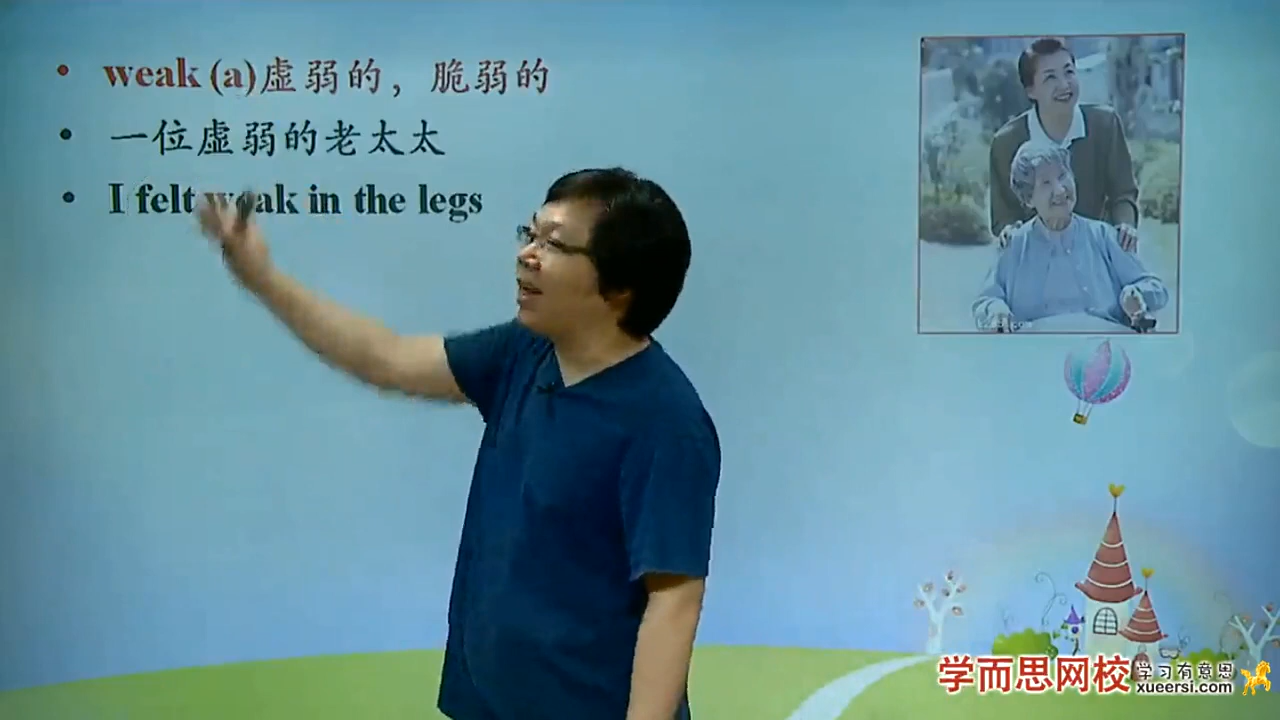 weak (a)虚弱的，脆弱的
一位虚弱的老太太
I felt weak in the legs
学而思网校
学习有意思
xueersi.com